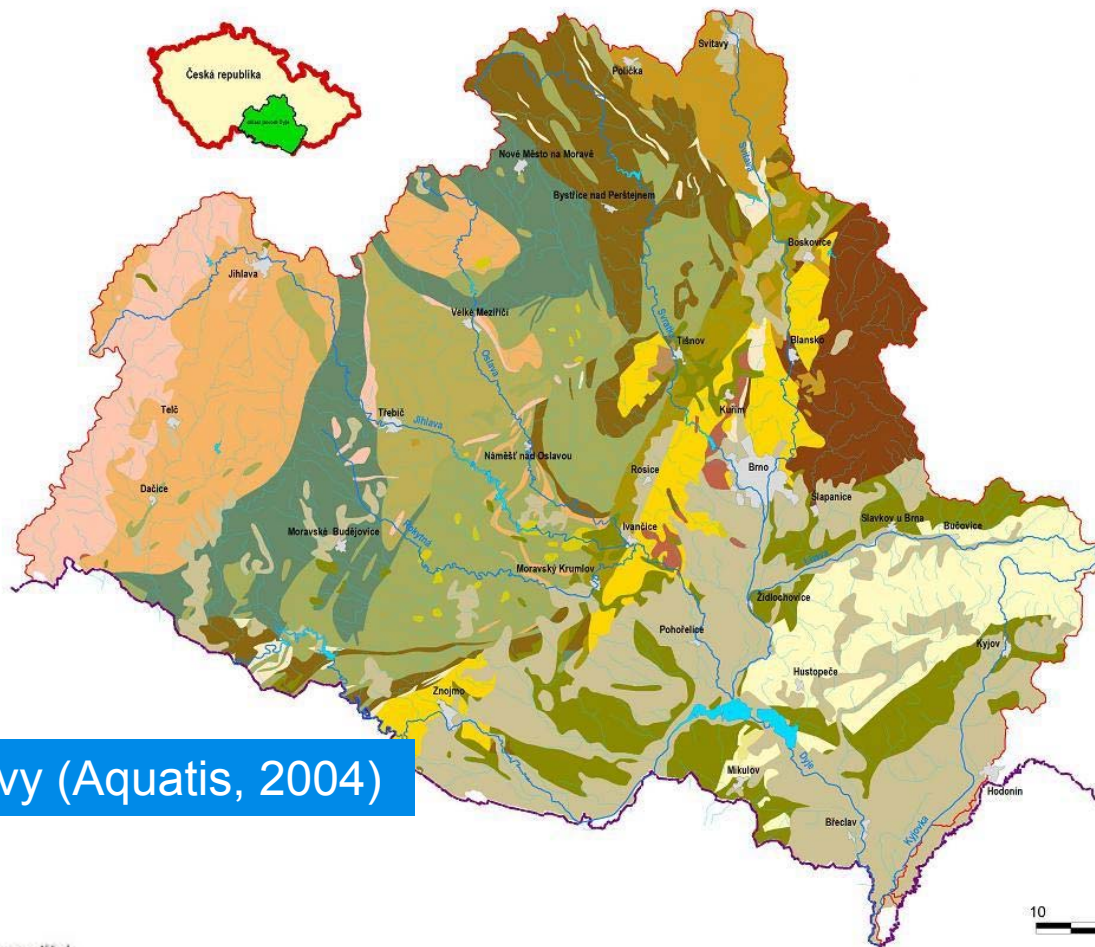 Česká republika
Svitavy
Polička
Svitava
Nové Město na Moravě
Bystřice nad Perštejnem
Boskovice
Jihlava
Velké Meziříčí
Oslava
Svratka
Tišnov
Blansko
Telč
Třebíč
Jihlava
Kuřim
Náměšť nad Oslavou
Rosice
Brno
Dačice
Šlapanice
Slavkov u Brna
Bučovice
Moravské Budějovice
Rokytná
Ivančice
Moravský Krumlov
Židlochovice
Pohořelice
Kyjov
Hustopeče
Znojmo
vy (Aquatis, 2004)
Dyje
Mikulov
Hodonín
Břeclav
Kyjovka
10